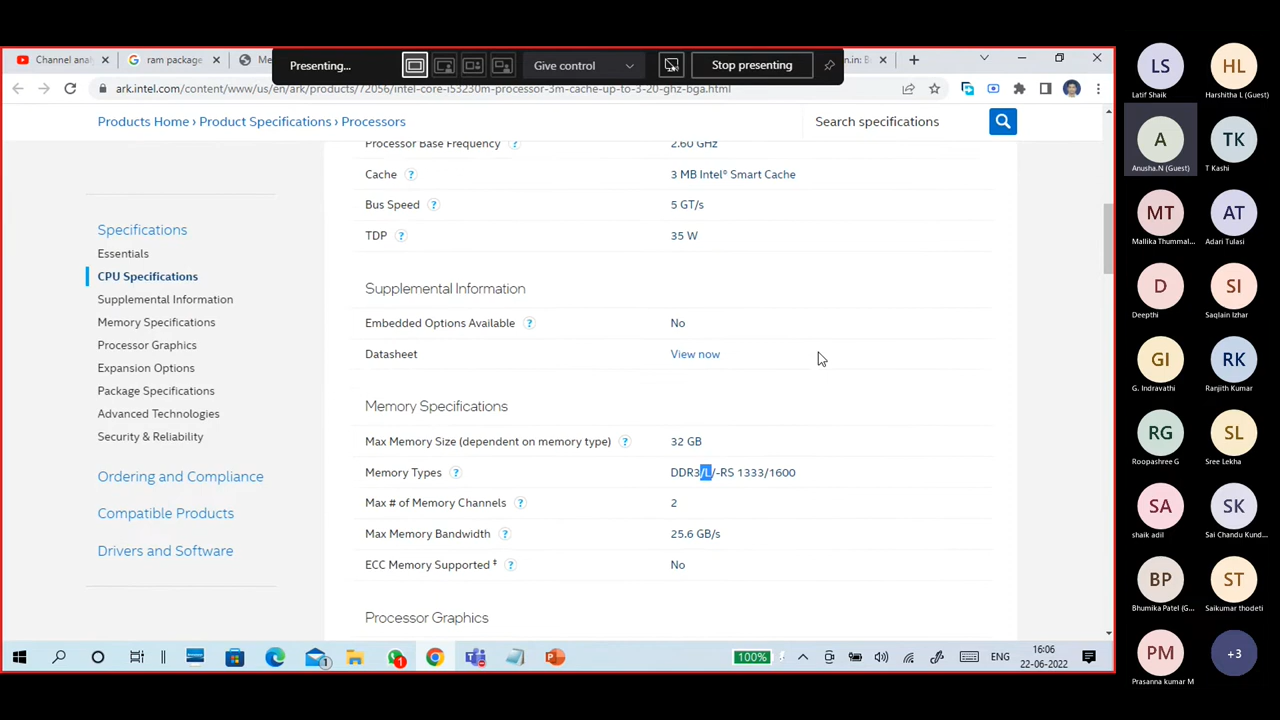 Channel anal
ram package
Me
Presenting...
Give control
Stop presenting
n.in: B
ark.intel.com/content/www/us/en/ark/products/72056/intel-core-i53230m-processor-3m-cache-up-to-3-20-ghz-bga.html
Products Home › Product Specifications › Processors
Search specifications
Processor Base Frequency ? 2.60 GHz
Cache ? 3 MB Intel® Smart Cache
Bus Speed ? 5 GT/s
TDP ? 35 W
Specifications
Essentials
CPU Specifications
Supplemental Information
Memory Specifications
Processor Graphics
Expansion Options
Package Specifications
Advanced Technologies
Security & Reliability
Ordering and Compliance
Compatible Products
Drivers and Software
Supplemental Information
Embedded Options Available ? No
Datasheet View now
Memory Specifications
Max Memory Size (dependent on memory type) ? 32 GB
Memory Types ? DDR3/L/-RS 1333/1600
Max # of Memory Channels ? 2
Max Memory Bandwidth ? 25.6 GB/s
ECC Memory Supported ‡ ? No
Processor Graphics
1
1
100%
ENG
16:06
22-06-2022
LS
Latif Shaik
HL
Harshitha L (Guest)
A
Anusha.N (Guest)
TK
T Kashi
MT
Mallika Thummal...
AT
Adari Tulasi
D
Deepthi
SI
Saqlain Izhar
GI
G. Indravathi
RK
Ranjith Kumar
RG
Roopashree G
SL
Sree Lekha
SA
shaik adil
SK
Sai Chandu Kund...
BP
Bhumika Patel (G...
ST
Saikumar thodeti
PM
Prasanna kumar M
+3